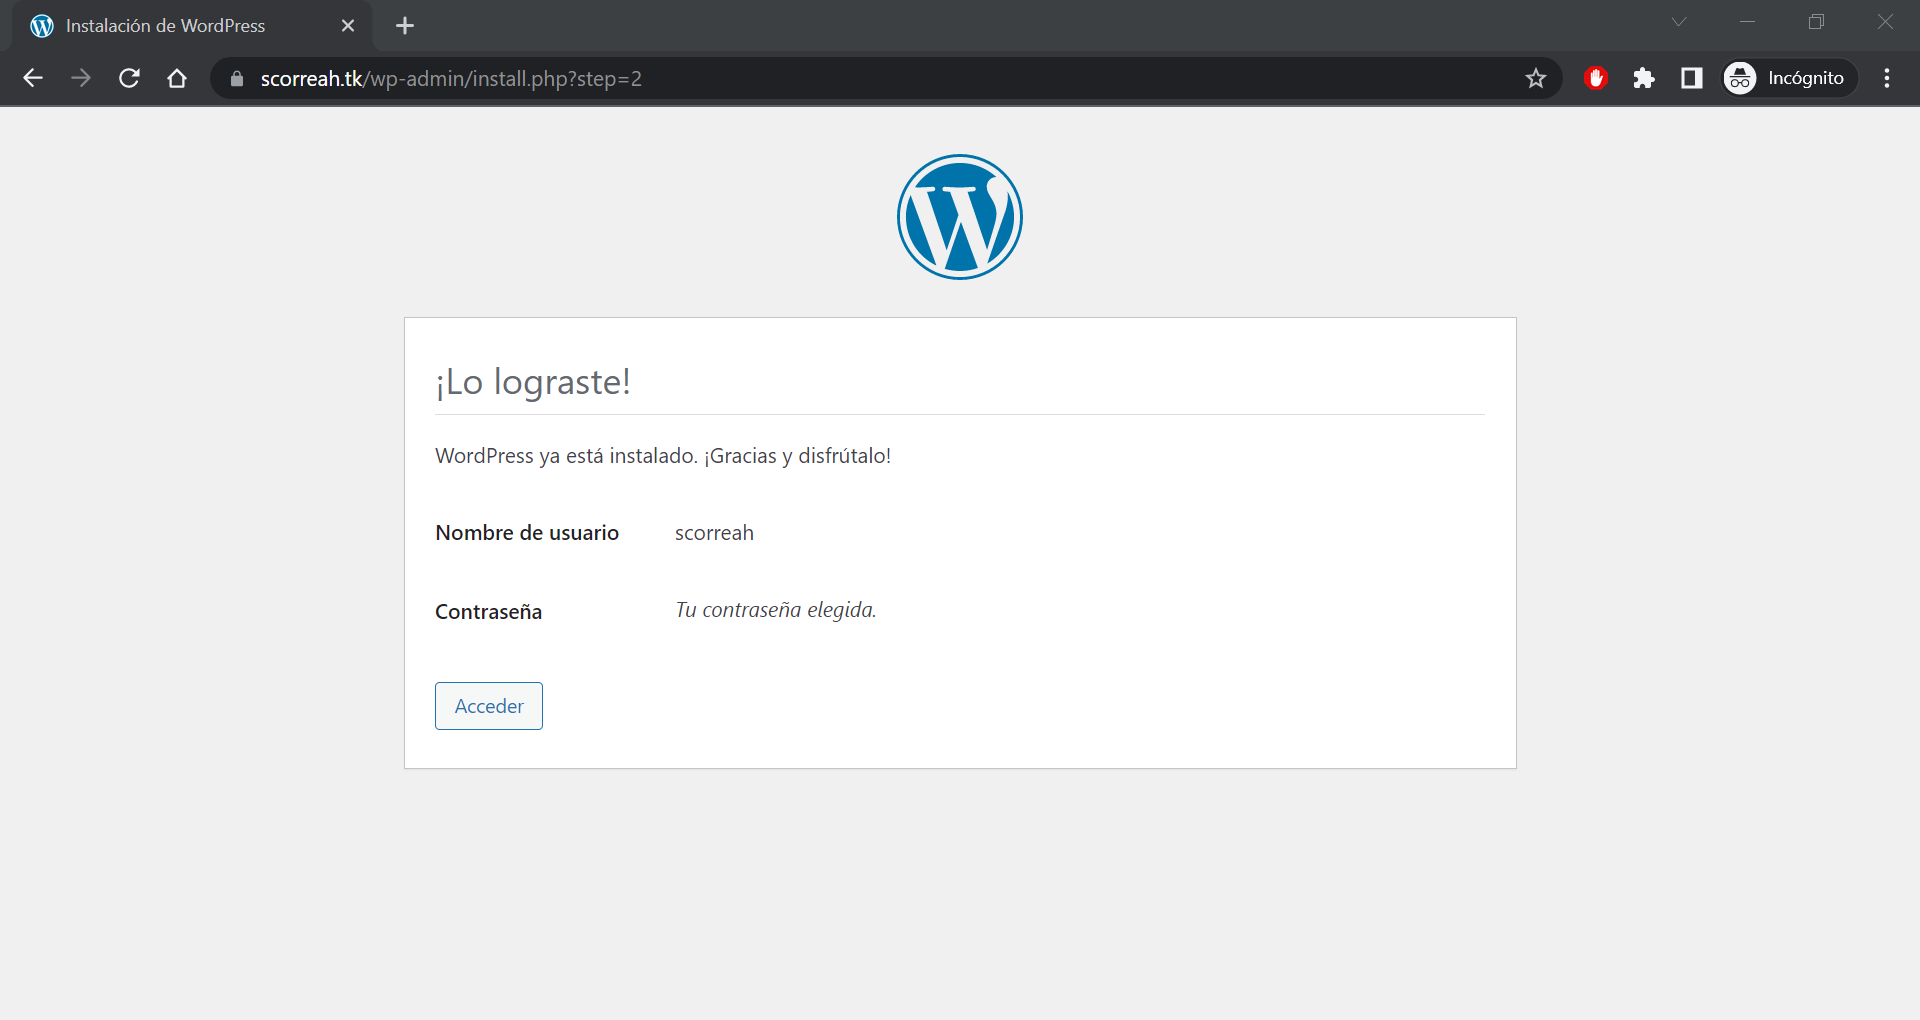 Instalación de WordPress
scorreah.tk/wp-admin/install.php?step=2
Incógnito
¡Lo lograste!
WordPress ya está instalado. ¡Gracias y disfrútalo!
Nombre de usuario scorreah
Contraseña Tu contraseña elegida.
Acceder